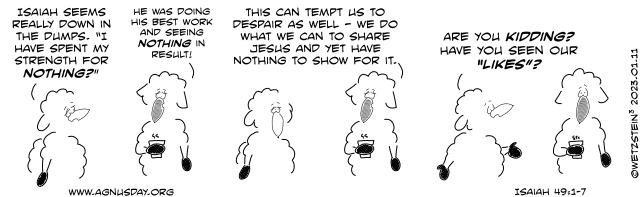 ISAIAH SEEMS
REALLY DOWN IN
THE DUMPS. "I
HAVE SPENT MY
STRENGTH FOR
NOTHING?"
HE WAS DOING
HIS BEST WORK
AND SEEING
NOTHING IN
RESULT!
THIS CAN TEMPT US TO
DESPAIR AS WELL – WE DO
WHAT WE CAN TO SHARE
JESUS AND YET HAVE
NOTHING TO SHOW FOR IT.
ARE YOU KIDDING?
HAVE YOU SEEN OUR
"LIKES"?
WWW.AGNUSDAY.ORG
ISAIAH 49:1-7
©WETZSTEIN³ 2023.01.11